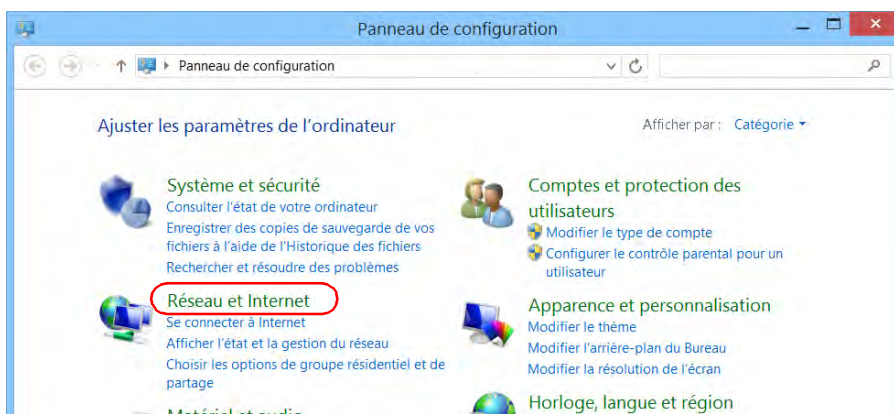 Panneau de configuration
Panneau de configuration
Ajuster les paramètres de l'ordinateur
Afficher par : Catégorie
Système et sécurité
Consulter l'état de votre ordinateur
Enregistrer des copies de sauvegarde de vos
fichiers à l'aide de l'Historique des fichiers
Rechercher et résoudre des problèmes
Réseau et Internet
Se connecter à Internet
Afficher l'état et la gestion du réseau
Choisir les options de groupe résidentiel et de
partage
Matériel et audio
Comptes et protection des
utilisateurs
Modifier le type de compte
Configurer le contrôle parental pour un
utilisateur
Apparence et personnalisation
Modifier le thème
Modifier l'arrière-plan du Bureau
Modifier la résolution de l'écran
Horloge, langue et région